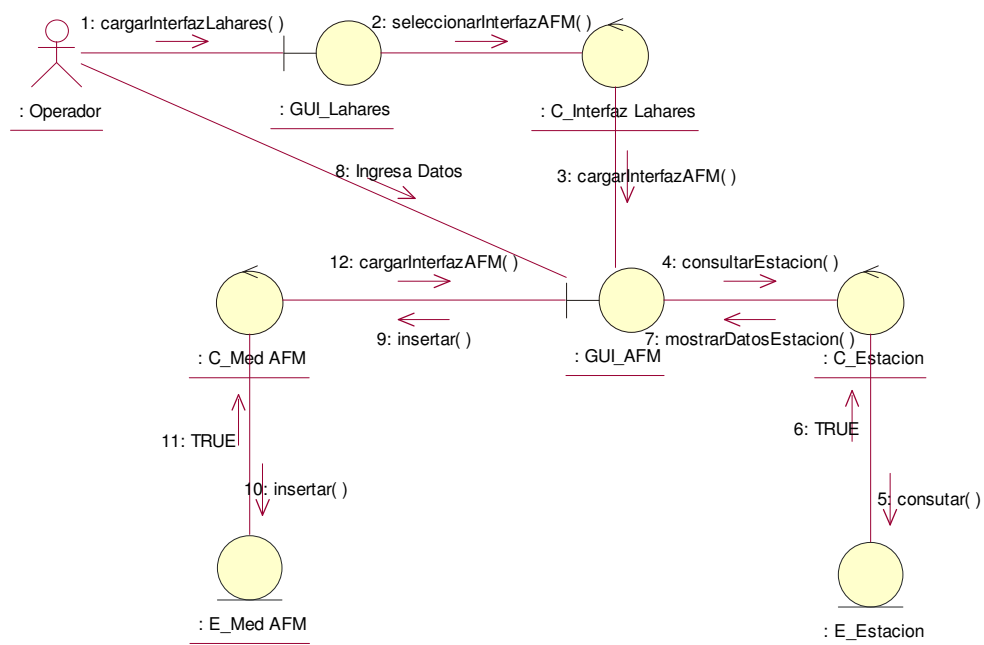 1: cargarInterfazLahares( )
2: seleccionarInterfazAFM( )
: Operador
: GUI_Lahares
: C_Interfaz Lahares
8: Ingresa Datos
3: cargarInterfazAFM( )
12: cargarInterfazAFM( )
4: consultarEstacion( )
9: insertar( )
7: mostrarDatosEstacion( )
: C_Med AFM
: GUI_AFM
: C_Estacion
11: TRUE
6: TRUE
10: insertar( )
5: consutar( )
: E_Med AFM
: E_Estacion